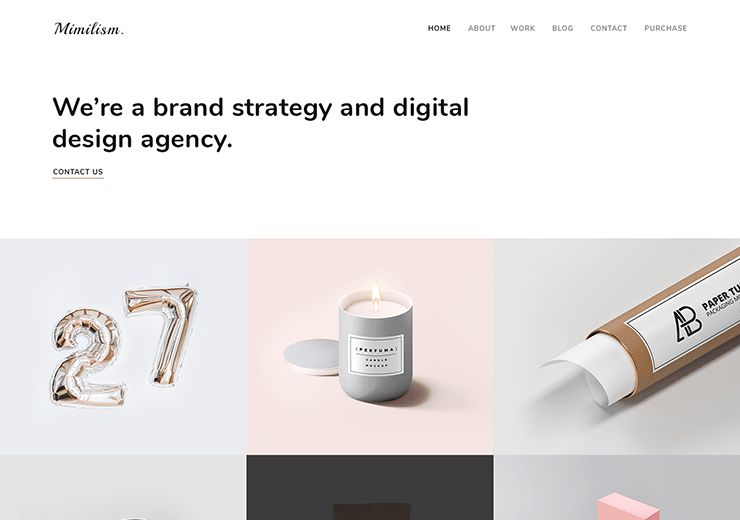 Mimilism.
HOME ABOUT WORK BLOG CONTACT PURCHASE
We're a brand strategy and digital
design agency.
CONTACT US
27
{PERFUMA}
CANDLE
MOCKUP
PAPER TU
PACKAGING M